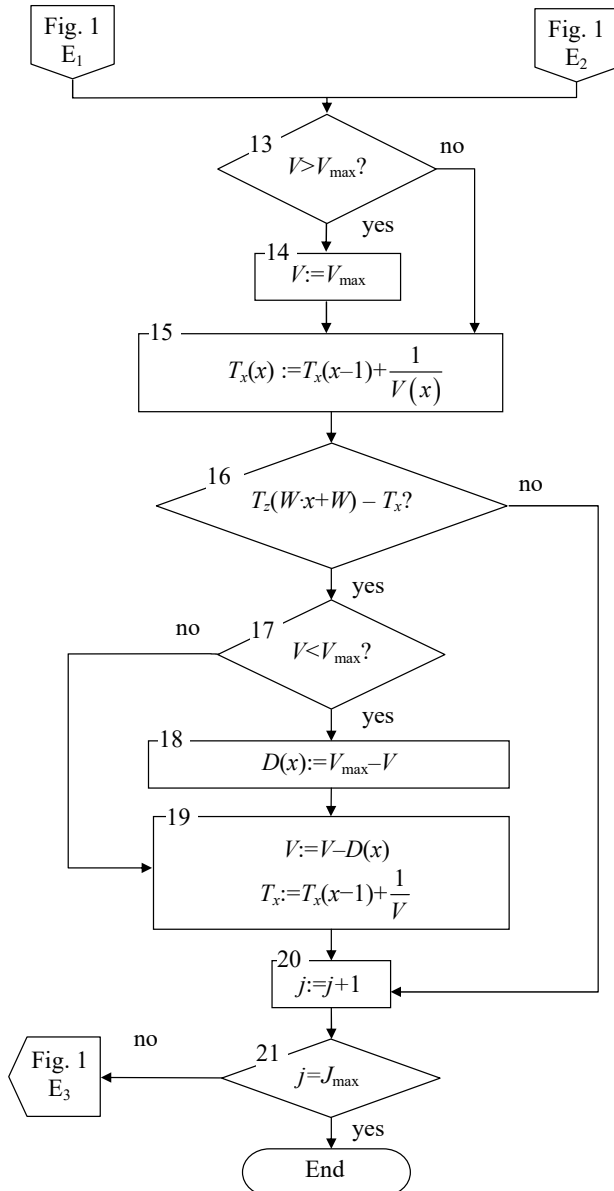 Fig. 1
E₁
Fig. 1
E₂
13
V>Vmax?
no
yes
14
V:=Vmax
15
Tx(x) :=Tx(x–1)+1/V(x)
16
Tz(W·x+W) – Tx?
no
yes
17
no
V<Vmax?
yes
18
D(x):=Vmax–V
19
V:=V–D(x)
Tx:=Tx(x–1)+1/V
20
j:=j+1
21
no
Fig. 1
E₃
j=Jmax
yes
End